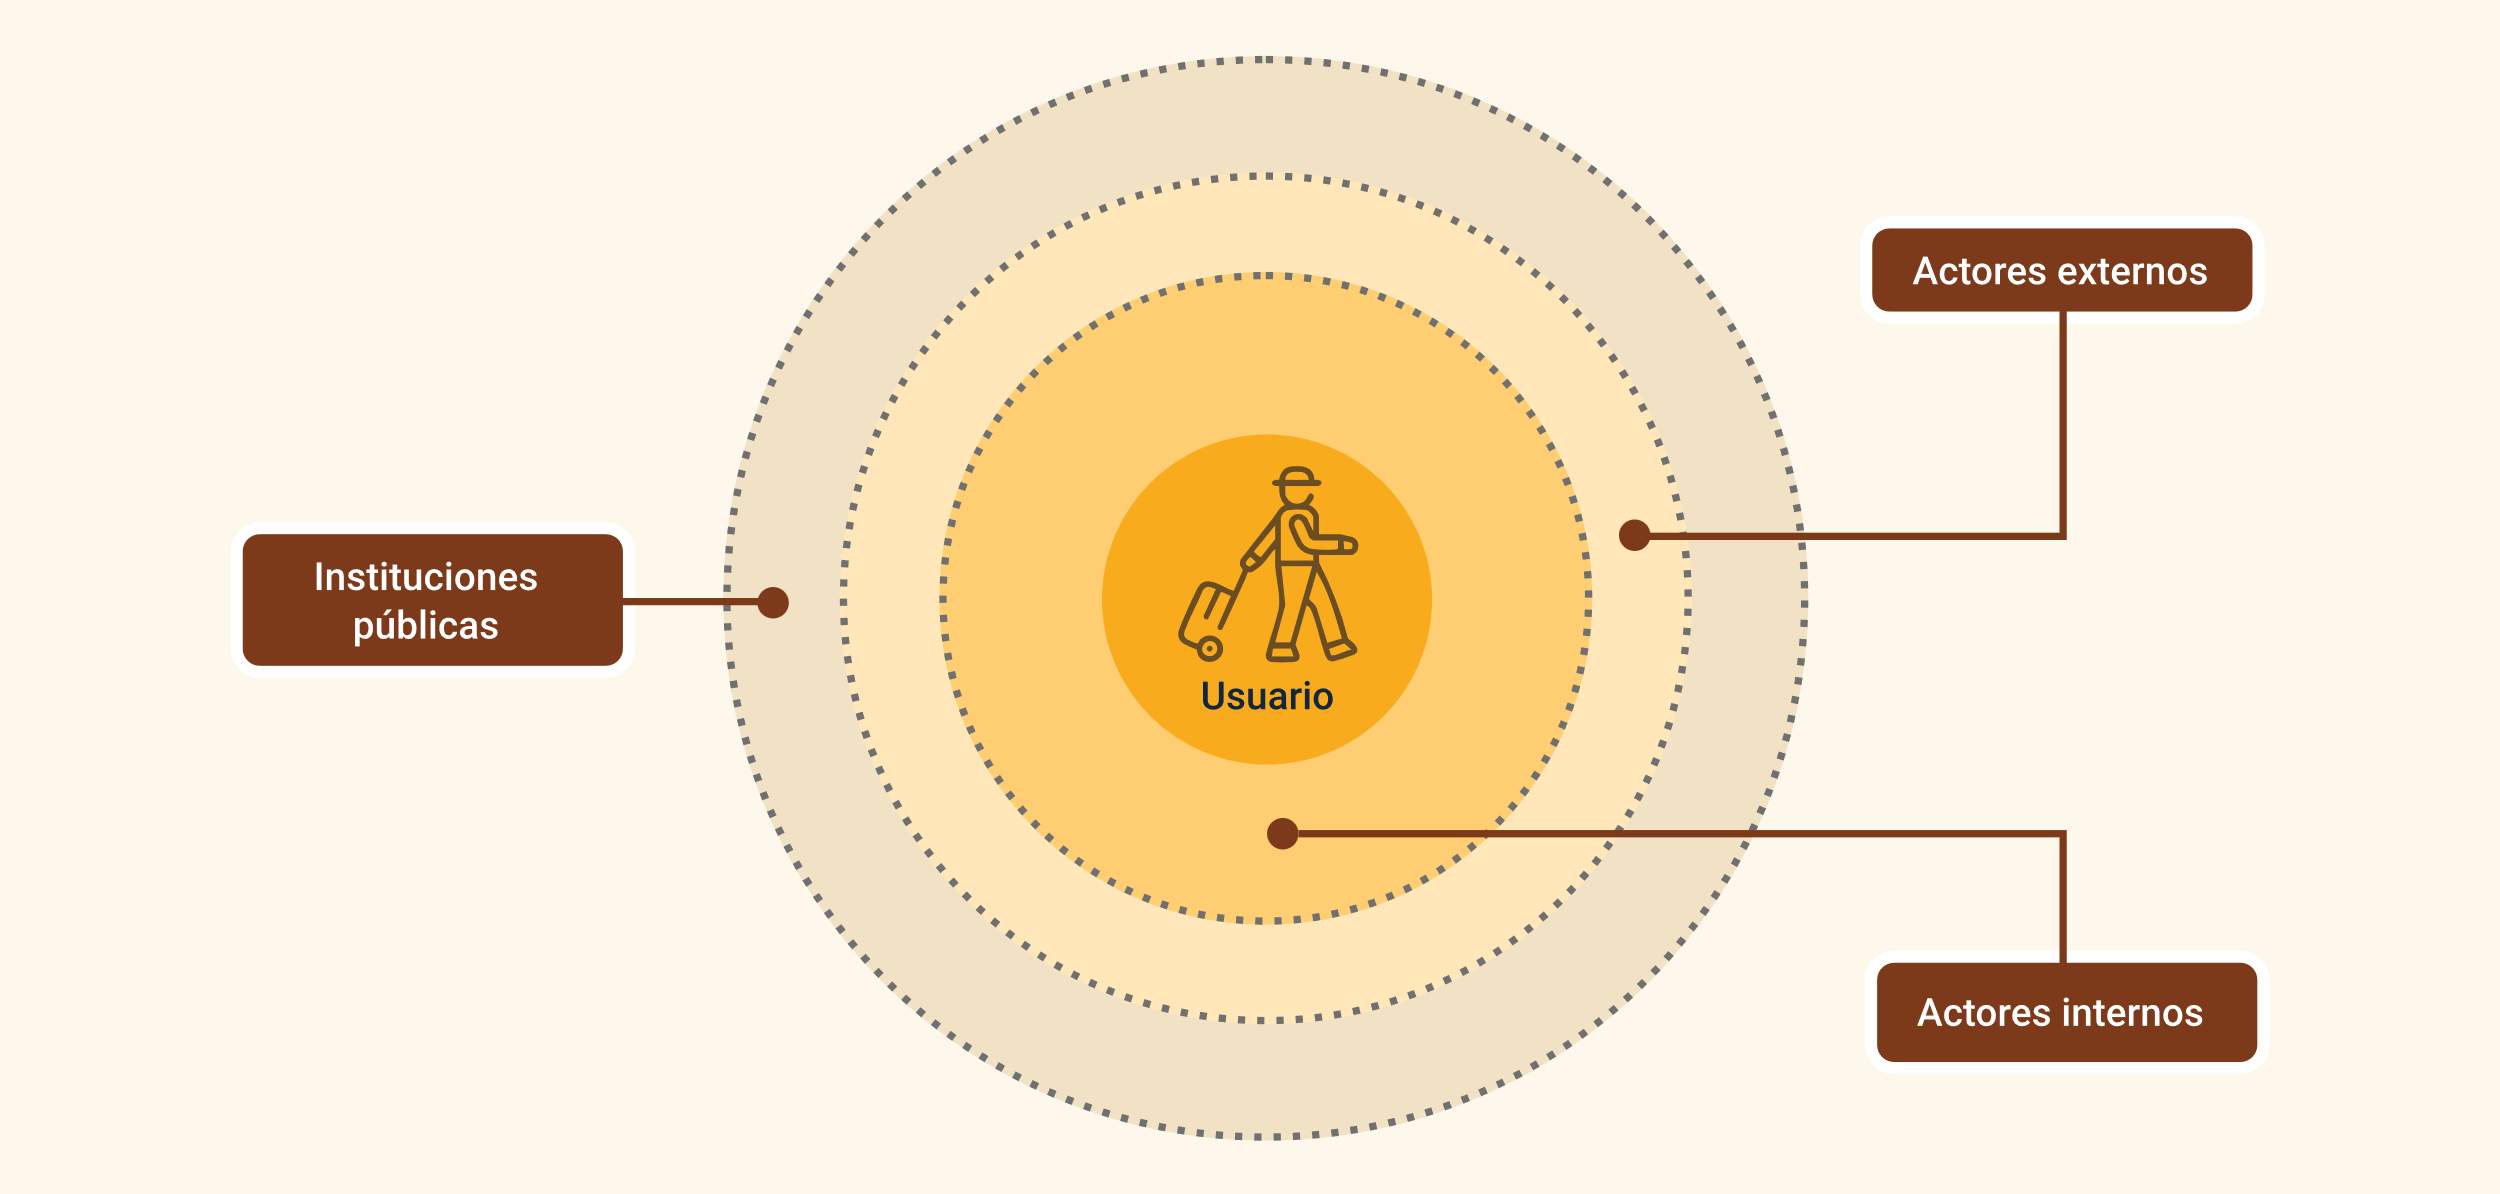 Actores externos
Instituciones
públicas
Usuario
Actores internos